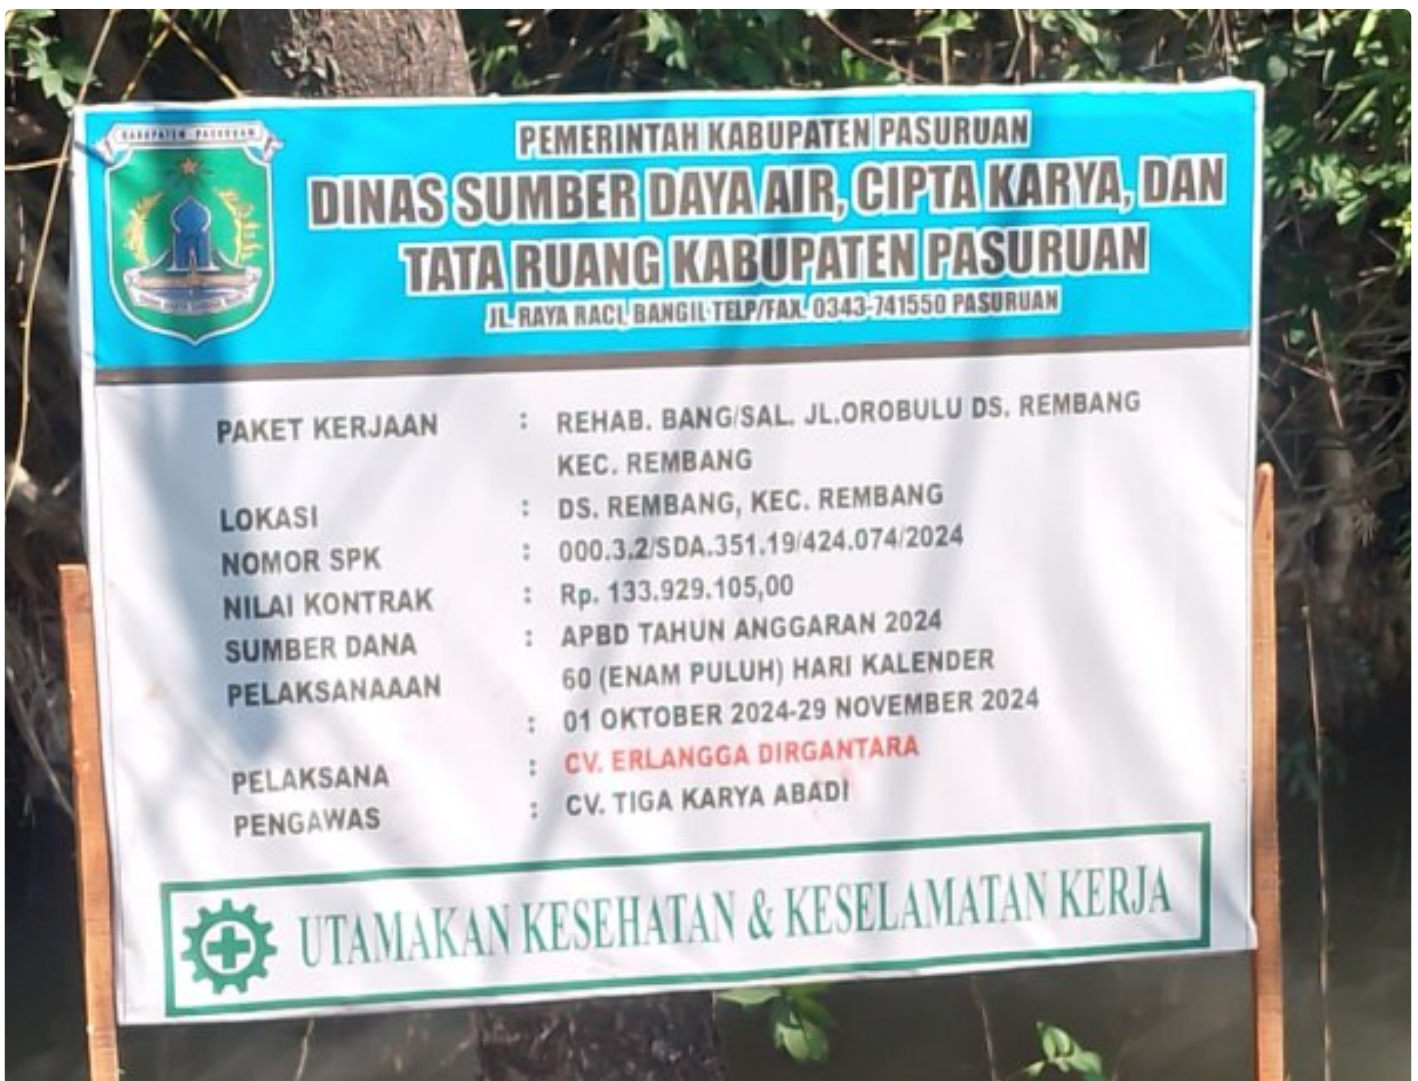 KABUPATEN PASURUAN
PEMERINTAH KABUPATEN PASURUAN
DINAS SUMBER DAYA AIR, CIPTA KARYA, DAN
TATA RUANG KABUPATEN PASURUAN
JL. RAYA RACI, BANGIL TELP/FAX. 0343-741550 PASURUAN
PAKET KERJAAN : REHAB. BANG/SAL. JL.OROBULU DS. REMBANG
KEC. REMBANG
LOKASI : DS. REMBANG, KEC. REMBANG
NOMOR SPK : 000.3.2/SDA.351.19/424.074/2024
NILAI KONTRAK : Rp. 133.929.105,00
SUMBER DANA : APBD TAHUN ANGGARAN 2024
PELAKSANAAAN 60 (ENAM PULUH) HARI KALENDER
: 01 OKTOBER 2024-29 NOVEMBER 2024
PELAKSANA : CV. ERLANGGA DIRGANTARA
PENGAWAS : CV. TIGA KARYA ABADI
UTAMAKAN KESEHATAN & KESELAMATAN KERJA